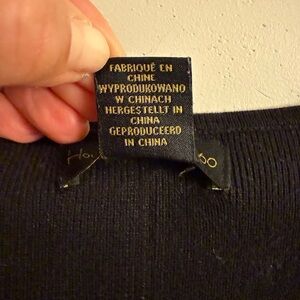 FABRIQUÉ EN
CHINE
WYPRODUKOWANO
W CHINACH
HERGESTELLT IN
CHINA
GEPRODUCEERD
IN CHINA